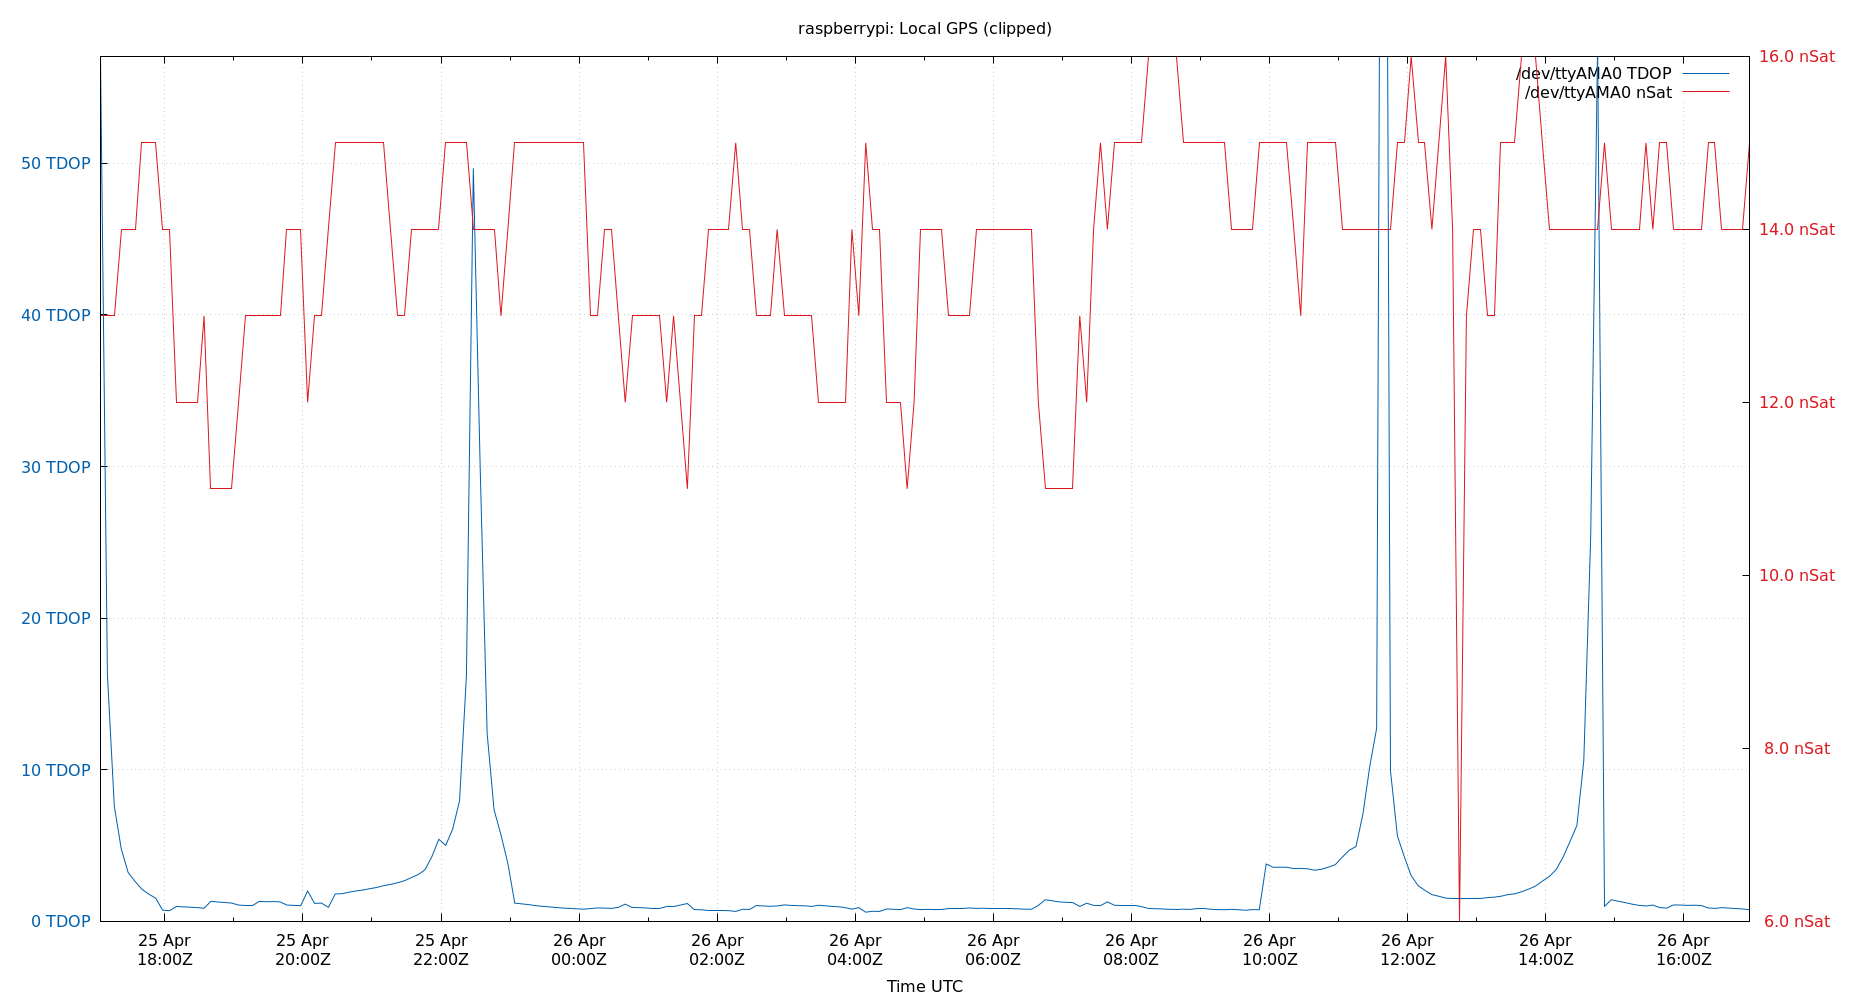 raspberrypi: Local GPS (clipped)
16.0 nSat
/dev/ttyAMA0 TDOP
/dev/ttyAMA0 nSat
50 TDOP
14.0 nSat
40 TDOP
12.0 nSat
30 TDOP
10.0 nSat
20 TDOP
8.0 nSat
10 TDOP
0 TDOP
6.0 nSat
25 Apr 25 Apr 25 Apr 26 Apr 26 Apr 26 Apr 26 Apr 26 Apr 26 Apr 26 Apr 26 Apr 26 Apr
18:00Z 20:00Z 22:00Z 00:00Z 02:00Z 04:00Z 06:00Z 08:00Z 10:00Z 12:00Z 14:00Z 16:00Z
Time UTC